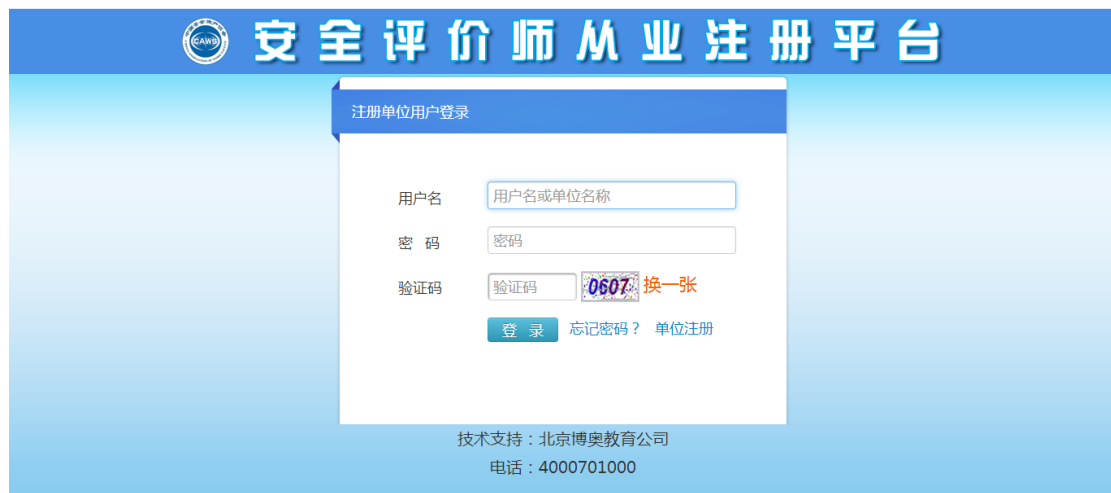 CAWS 安全评价师从业注册平台
注册单位用户登录
用户名 用户名或单位名称
密 码 密码
验证码 验证码 0607 换一张
登 录 忘记密码？ 单位注册
技术支持：北京博奥教育公司
电话：4000701000